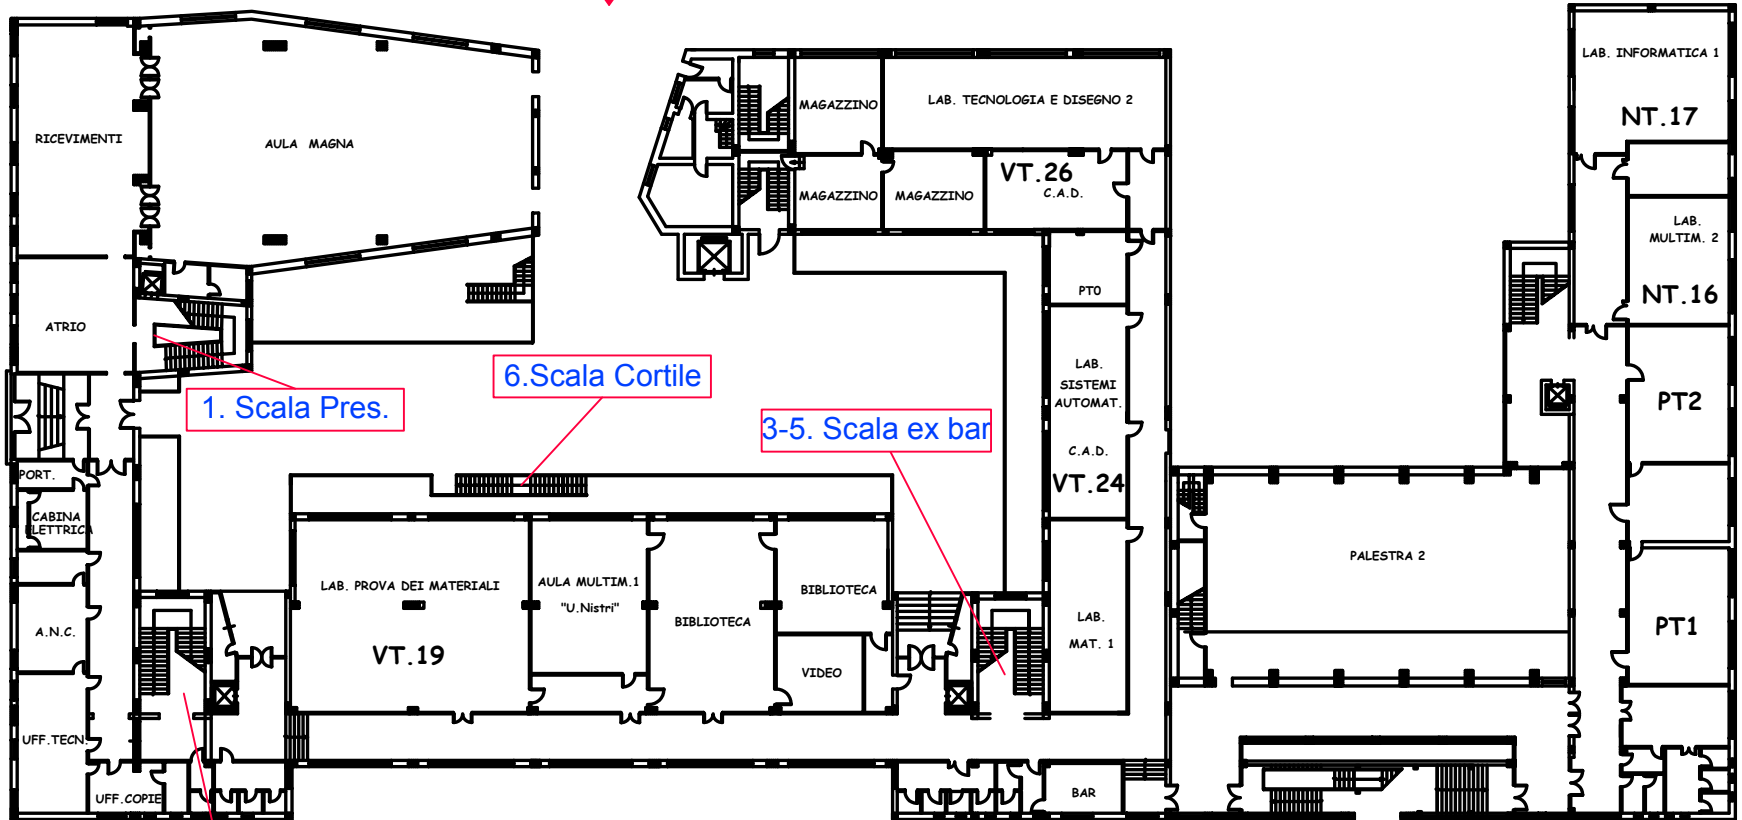 LAB. INFORMATICA 1
NT.17
MAGAZZINO
LAB. TECNOLOGIA E DISEGNO 2
RICEVIMENTI
AULA MAGNA
VT.26
C.A.D.
MAGAZZINO
MAGAZZINO
LAB.
MULTIM. 2
NT.16
PTO
ATRIO
LAB.
SISTEMI
AUTOMAT.
C.A.D.
VT.24
6.Scala Cortile
1. Scala Pres.
3-5. Scala ex bar
PT2
PORT.
CABINA
ELETTRICA
LAB. PROVA DEI MATERIALI
VT.19
AULA MULTIM.1
"U.Nistri"
BIBLIOTECA
BIBLIOTECA
VIDEO
LAB.
MAT. 1
PALESTRA 2
PT1
A.N.C.
UFF.TECN.
UFF.COPIE
BAR